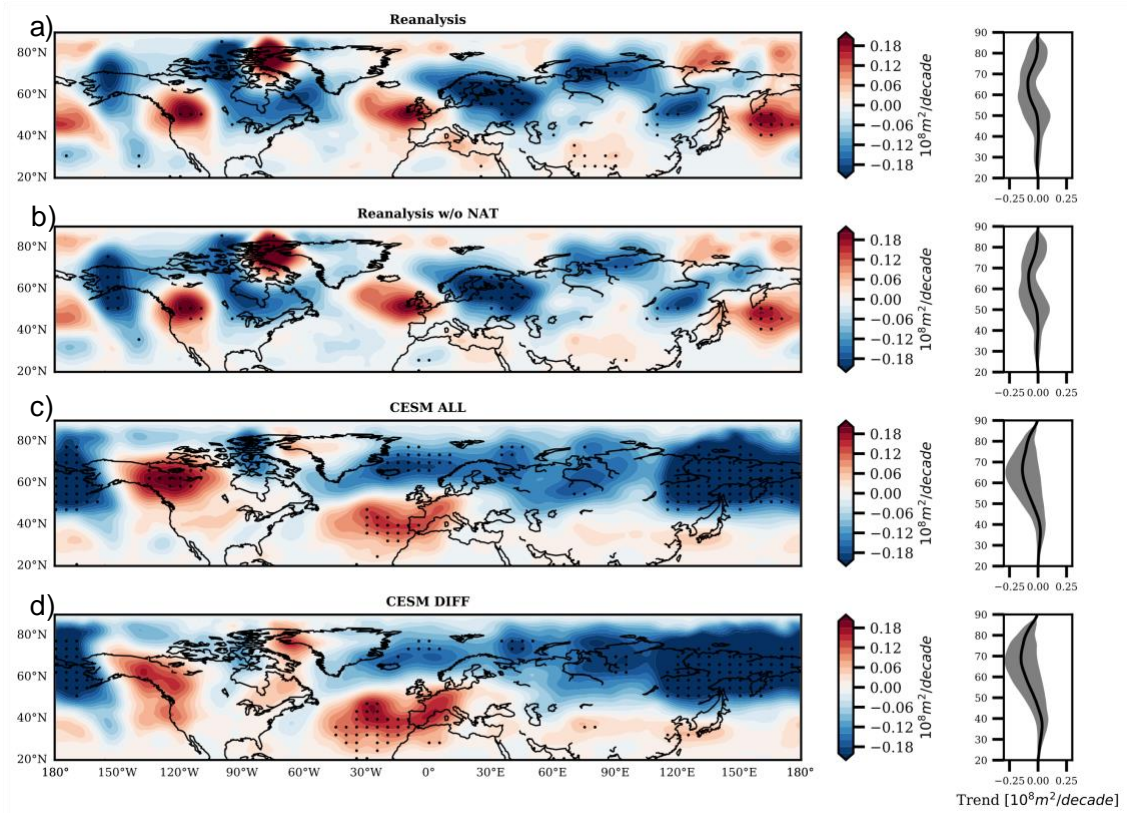 a)
Reanalysis
80°N
60°N
40°N
20°N
0.18
0.12
0.06
0.00
−0.06
−0.12
−0.18
10⁸m²/decade
90
80
70
60
50
40
30
20
−0.25 0.00 0.25
b)
Reanalysis w/o NAT
80°N
60°N
40°N
20°N
0.18
0.12
0.06
0.00
−0.06
−0.12
−0.18
10⁸m²/decade
90
80
70
60
50
40
30
20
−0.25 0.00 0.25
c)
CESM ALL
80°N
60°N
40°N
20°N
0.18
0.12
0.06
0.00
−0.06
−0.12
−0.18
10⁸m²/decade
90
80
70
60
50
40
30
20
−0.25 0.00 0.25
d)
CESM DIFF
80°N
60°N
40°N
20°N
180° 150°W 120°W 90°W 60°W 30°W 0° 30°E 60°E 90°E 120°E 150°E 180°
0.18
0.12
0.06
0.00
−0.06
−0.12
−0.18
10⁸m²/decade
90
80
70
60
50
40
30
20
−0.25 0.00 0.25
Trend [10⁸m²/decade]